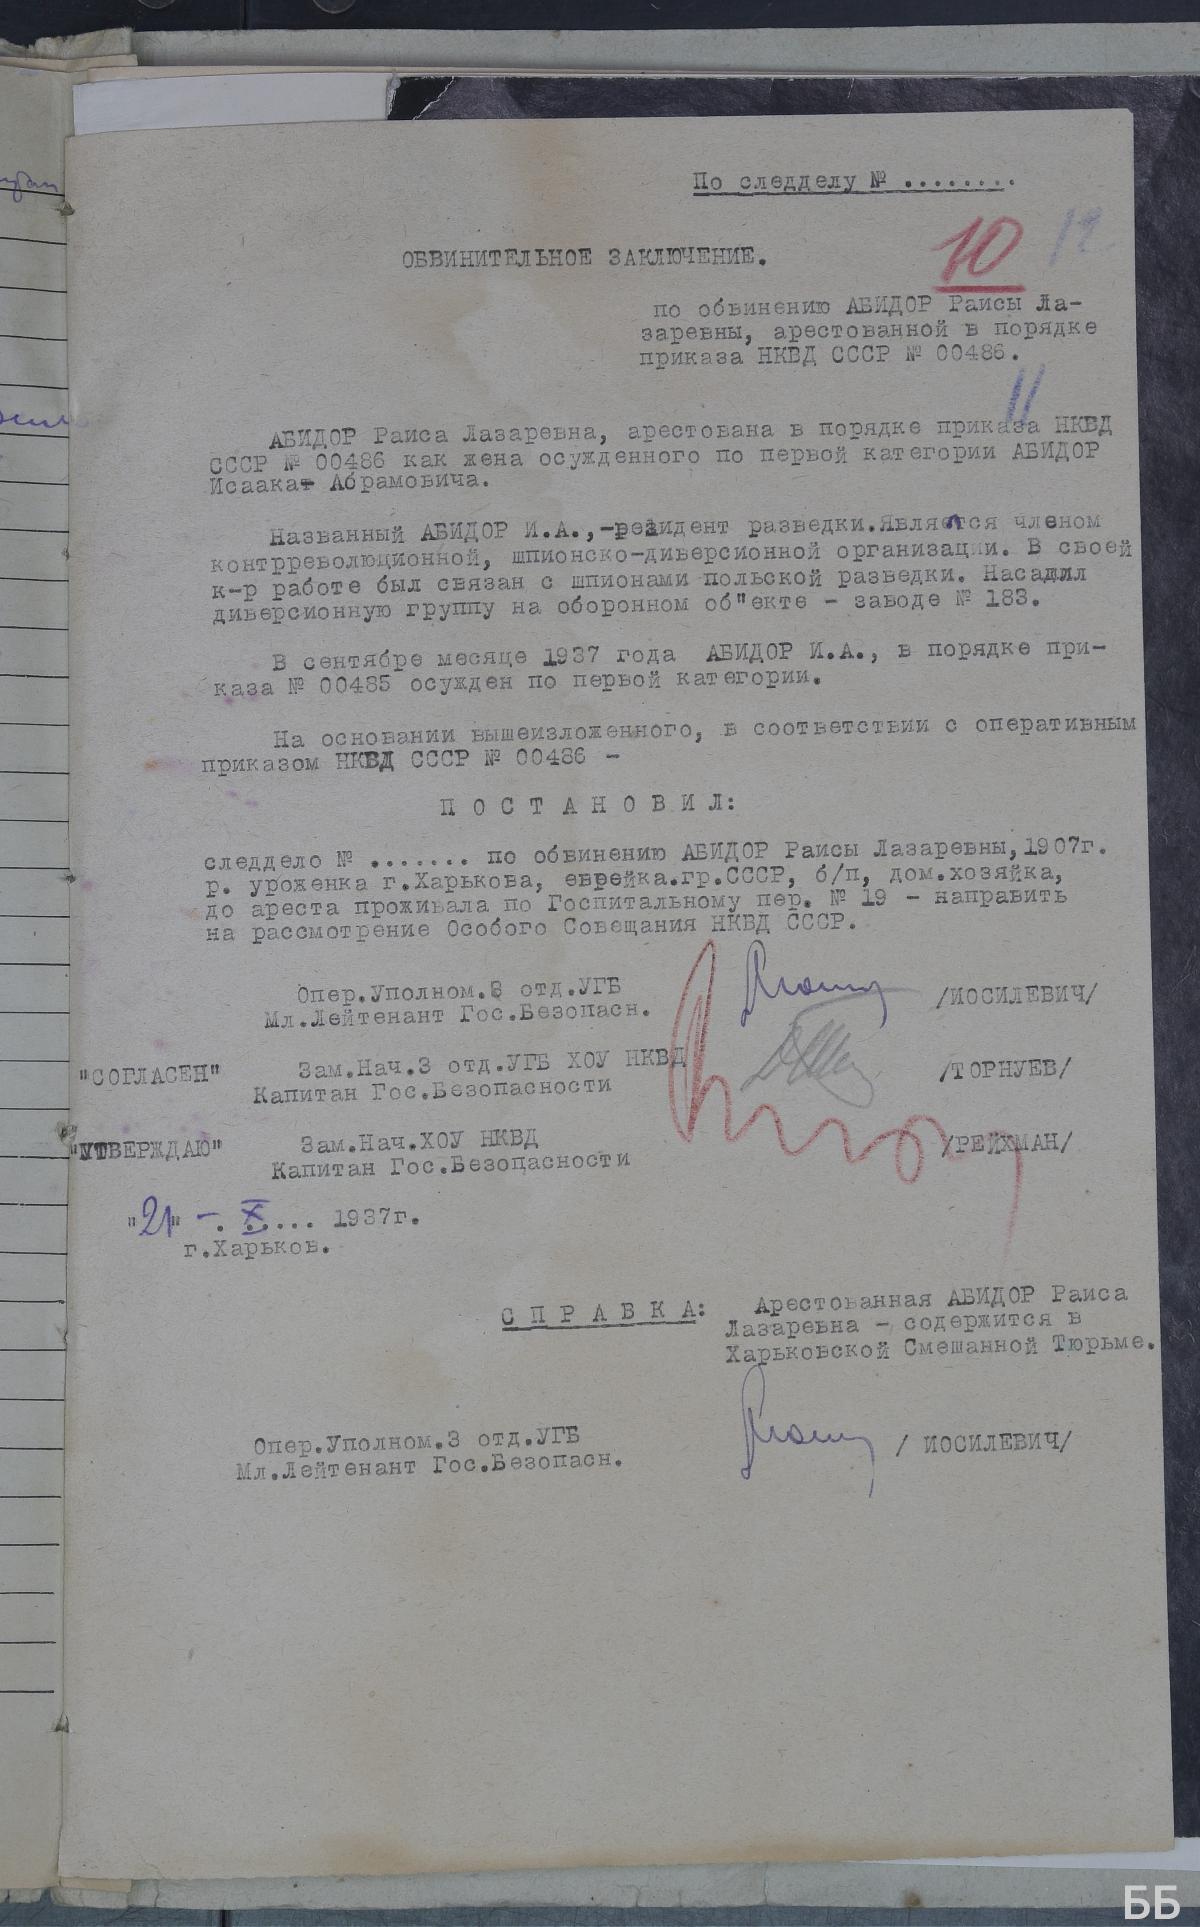 По следделу № .........
10 12
ОБВИНИТЕЛЬНОЕ ЗАКЛЮЧЕНИЕ.
по обвинению АБИДОР Раисы Ла-
заревны, арестованной в порядке
приказа НКВД СССР № 00486.
11
АБИДОР Раиса Лазаревна, арестована в порядке приказа НКВД
СССР № 00486 как жена осужденного по первой категории АБИДОР
Исаака Абрамовича.
Названный АБИДОР И.А.,-резидент разведки.Является членом
контрреволюционной, шпионско-диверсионной организации. В своей
к-р работе был связан с шпионами польской разведки. Насадил
диверсионную группу на оборонном об"екте - заводе № 183.
В сентябре месяце 1937 года АБИДОР И.А., в порядке при-
каза № 00485 осужден по первой категории.
На основании вышеизложенного, в соответствии с оперативным
приказом НКВД СССР № 00486 -
П О С Т А Н О В И Л:
следдело № ....... по обвинению АБИДОР Раисы Лазаревны,1907г.
р. уроженка г.Харькова, еврейка.гр.СССР, б/п, дом.хозяйка,
до ареста проживала по Госпитальному пер. № 19 - направить
на рассмотрение Особого Совещания НКВД СССР.
Опер.Уполном.3 отд.УГБ
Мл.Лейтенант Гос.Безопасн. /ИОСИЛЕВИЧ/
"СОГЛАСЕН" Зам.Нач.3 отд.УГБ ХОУ НКВД
Капитан Гос.Безопасности /ТОРНУЕВ/
"УТВЕРЖДАЮ" Зам.Нач.ХОУ НКВД
Капитан Гос.Безопасности /РЕЙХМАН/
"21" - X .... 1937г.
г.Харьков.
С П Р А В К А: Арестованная АБИДОР Раиса
Лазаревна - содержится в
Харьковской Смешанной Тюрьме.
Опер.Уполном.3 отд.УГБ
Мл.Лейтенант Гос.Безопасн. / ИОСИЛЕВИЧ/
ББ